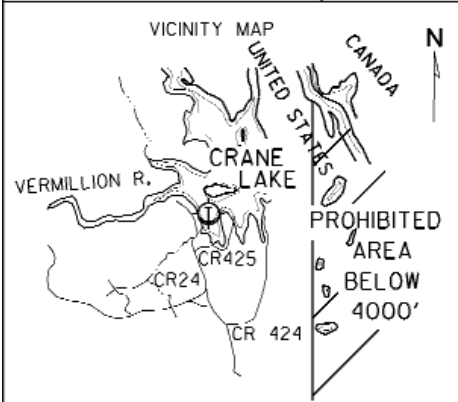 VICINITY MAP
N
UNITED STATES
CANADA
CRANE
LAKE
VERMILLION R.
T
PROHIBITED
AREA
BELOW
4000'
CR425
CR24
CR 424